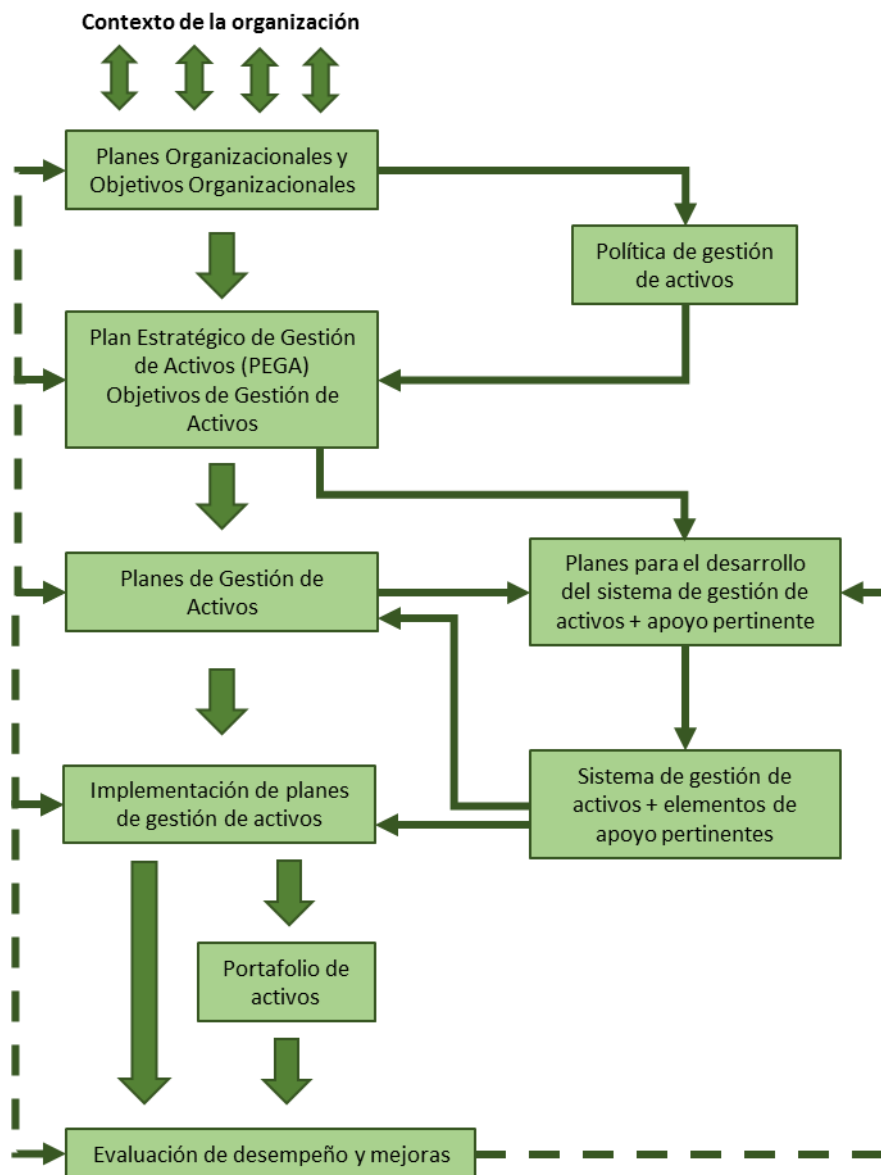 Contexto de la organización
Planes Organizacionales y
Objetivos Organizacionales
Política de gestión
de activos
Plan Estratégico de Gestión
de Activos (PEGA)
Objetivos de Gestión de
Activos
Planes de Gestión de
Activos
Planes para el desarrollo
del sistema de gestión de
activos + apoyo pertinente
Implementación de planes
de gestión de activos
Sistema de gestión de
activos + elementos de
apoyo pertinentes
Portafolio de
activos
Evaluación de desempeño y mejoras